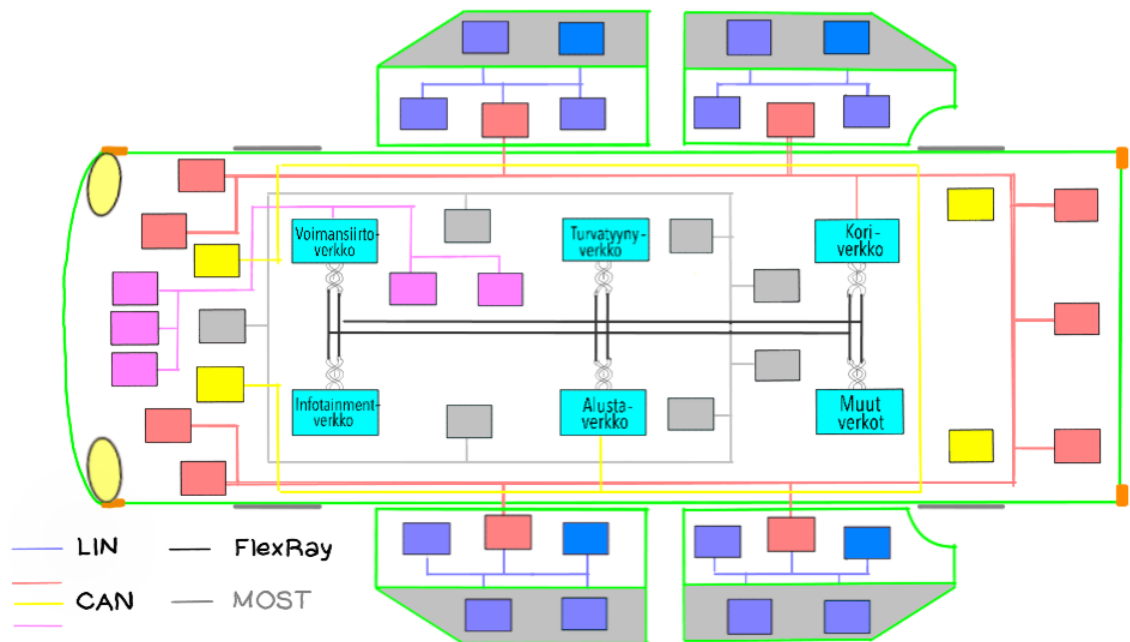 Voimansiirto-
verkko
Turvatyyny-
verkko
Kori-
verkko
Infotainment-
verkko
Alusta-
verkko
Muut
verkot
LIN
FlexRay
CAN
MOST